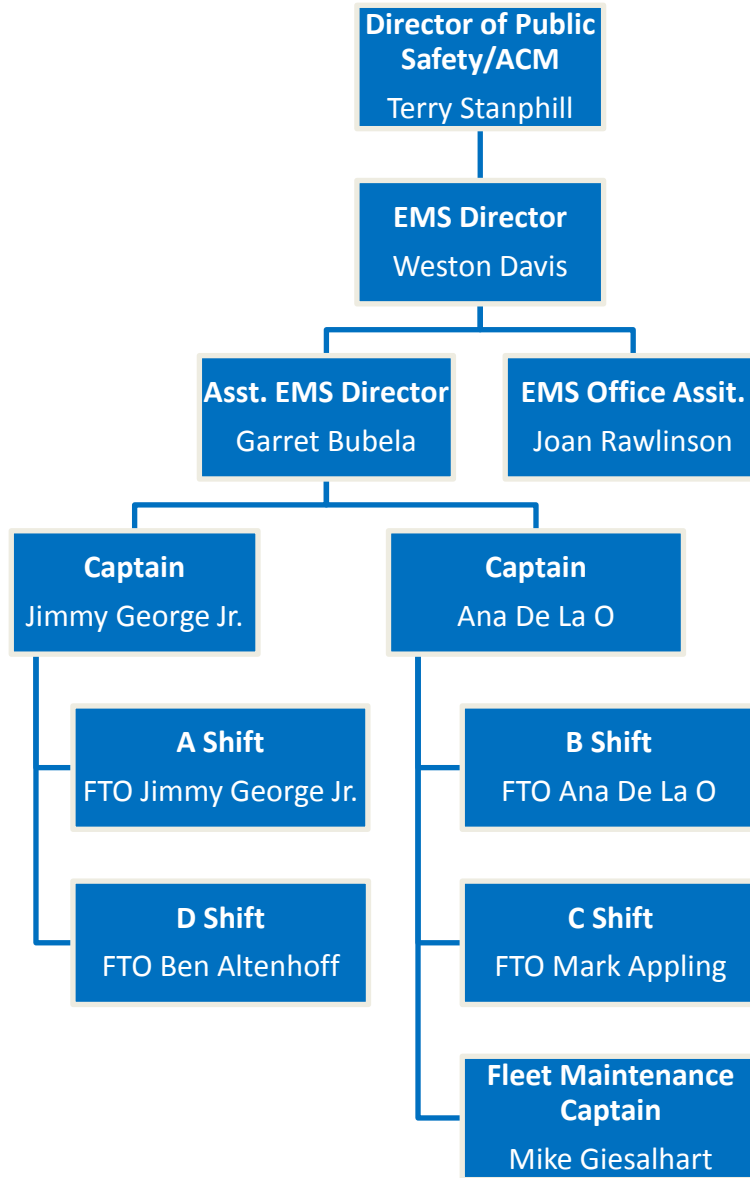 Director of Public
Safety/ACM
Terry Stanphill
EMS Director
Weston Davis
Asst. EMS Director
Garret Bubela
EMS Office Assit.
Joan Rawlinson
Captain
Jimmy George Jr.
Captain
Ana De La O
A Shift
FTO Jimmy George Jr.
B Shift
FTO Ana De La O
D Shift
FTO Ben Altenhoff
C Shift
FTO Mark Appling
Fleet Maintenance
Captain
Mike Giesalhart